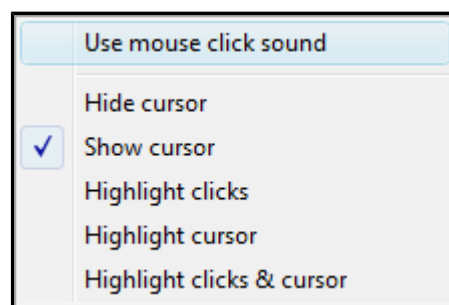 Use mouse click sound
Hide cursor
Show cursor
Highlight clicks
Highlight cursor
Highlight clicks & cursor